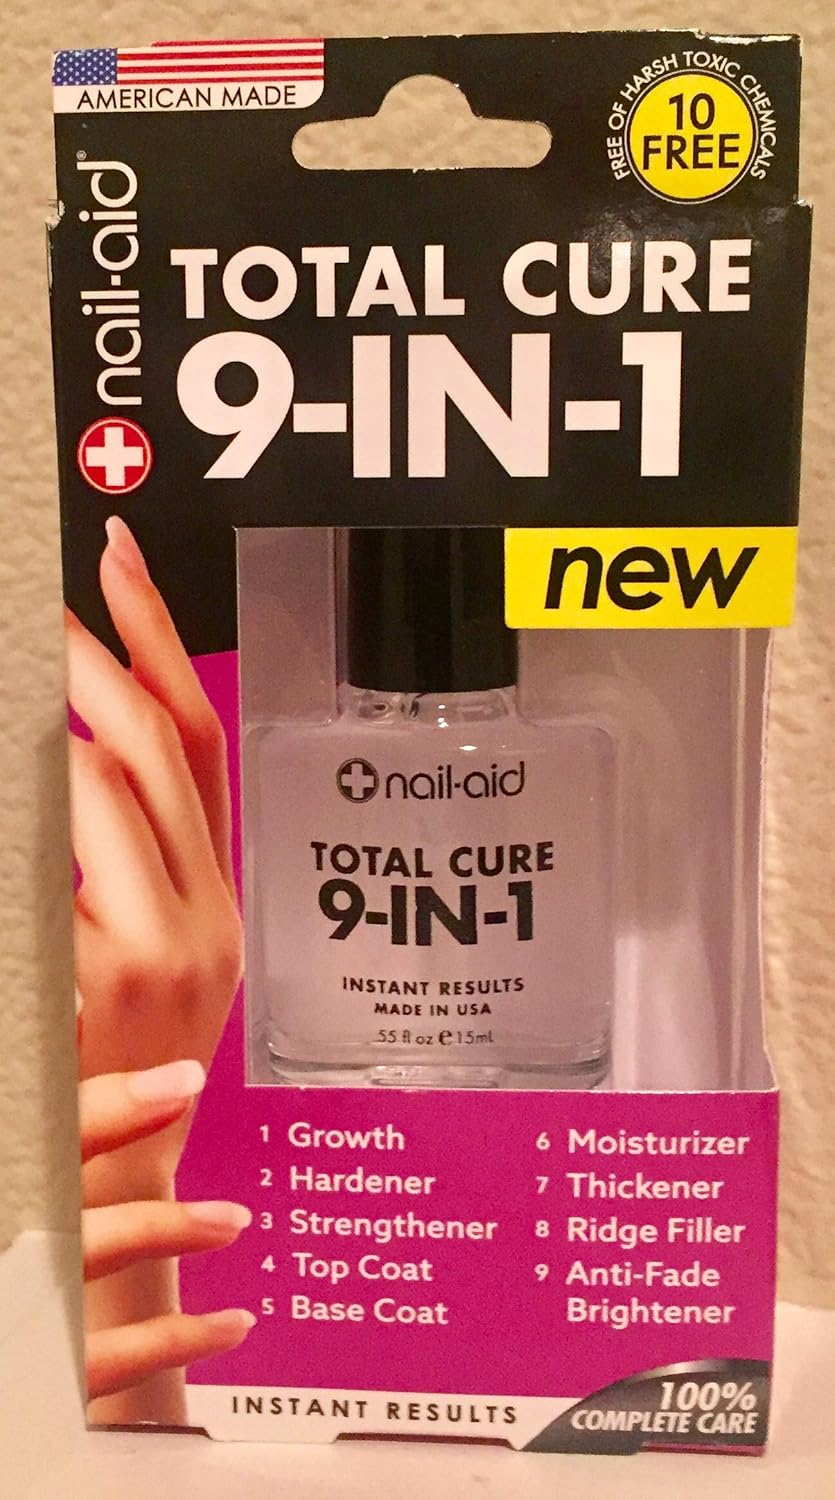 AMERICAN MADE
FREE OF HARSH TOXIC CHEMICALS
10
FREE
nail-aid®
TOTAL CURE
9-IN-1
new
nail-aid
TOTAL CURE
9-IN-1
INSTANT RESULTS
MADE IN USA
.55 fl oz ℮ 15mL
1 Growth
2 Hardener
3 Strengthener
4 Top Coat
5 Base Coat
6 Moisturizer
7 Thickener
8 Ridge Filler
9 Anti-Fade
Brightener
INSTANT RESULTS
100%
COMPLETE CARE